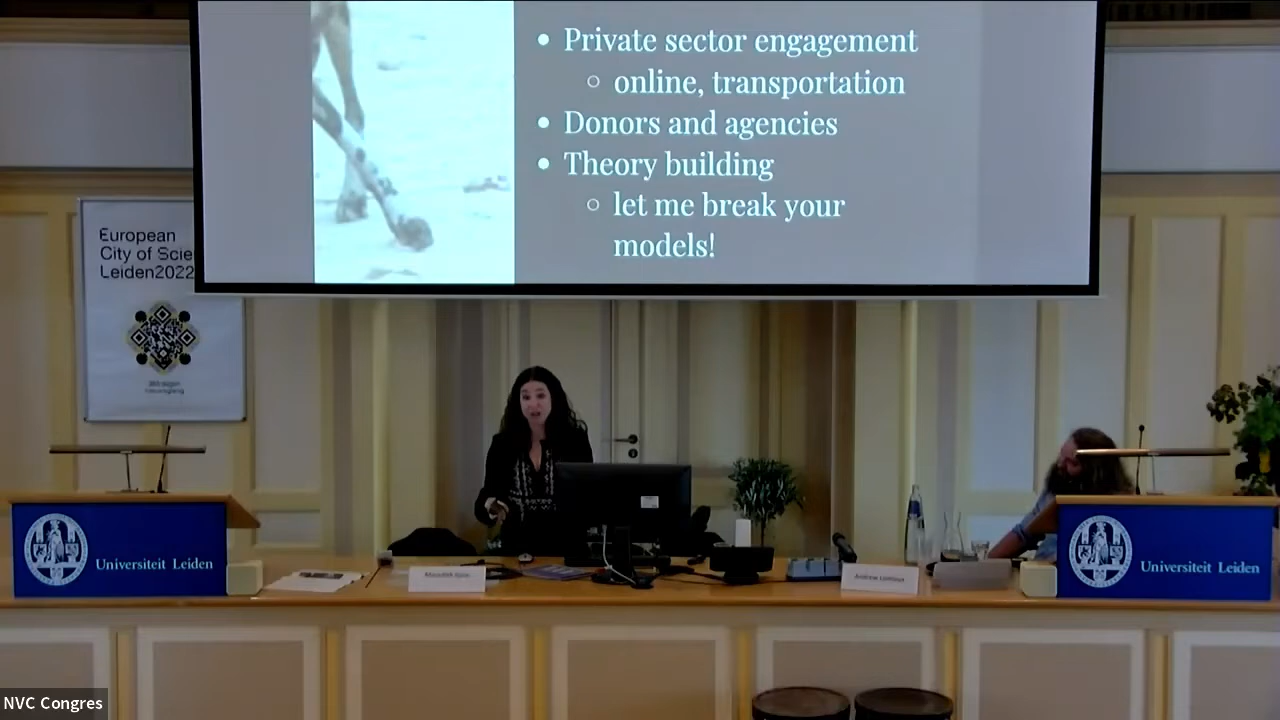 Private sector engagement
online, transportation
Donors and agencies
Theory building
let me break your
models!
European
City of Scie
Leiden2022
Universiteit Leiden
Universiteit Leiden
NVC Congres